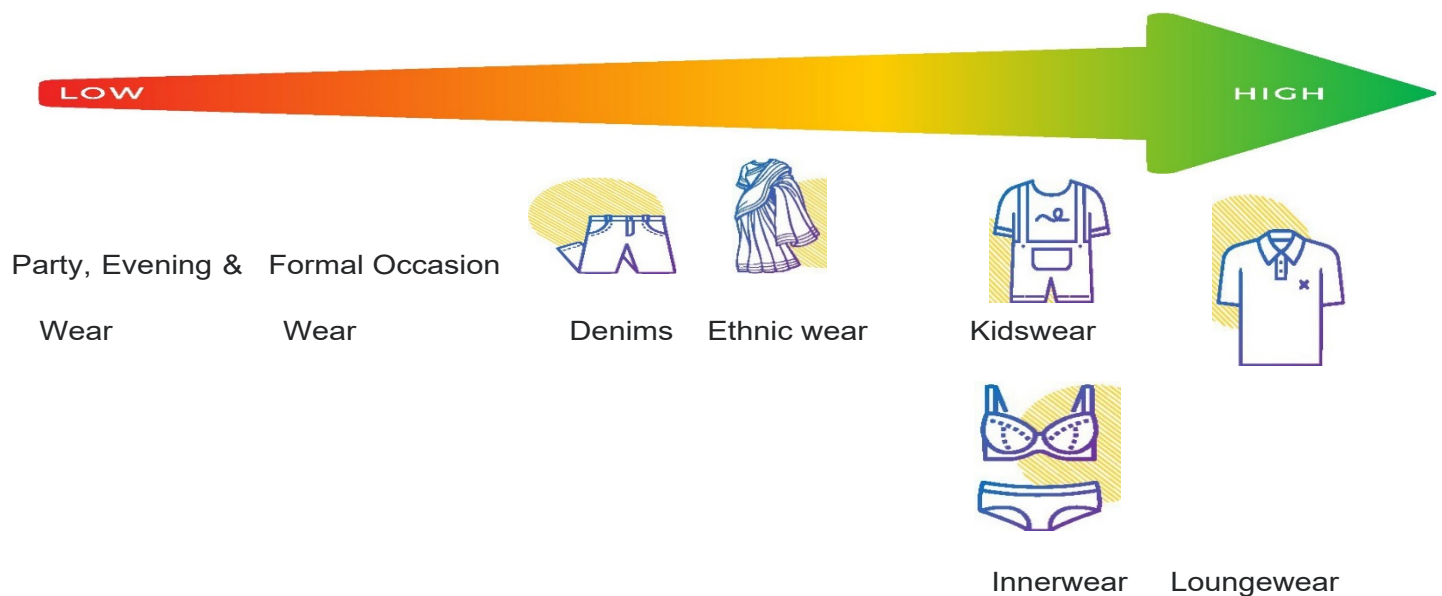 LOW HIGH
Party, Evening & Formal Occasion
Wear Wear Denims Ethnic wear Kidswear
Innerwear Loungewear